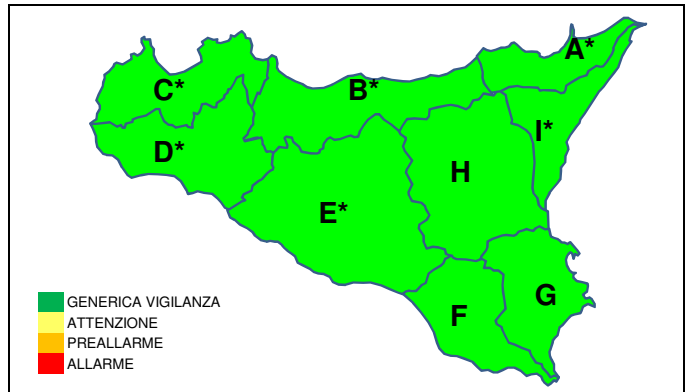 A*
C*
B*
I*
D*
H
E*
G
F
GENERICA VIGILANZA
ATTENZIONE
PREALLARME
ALLARME